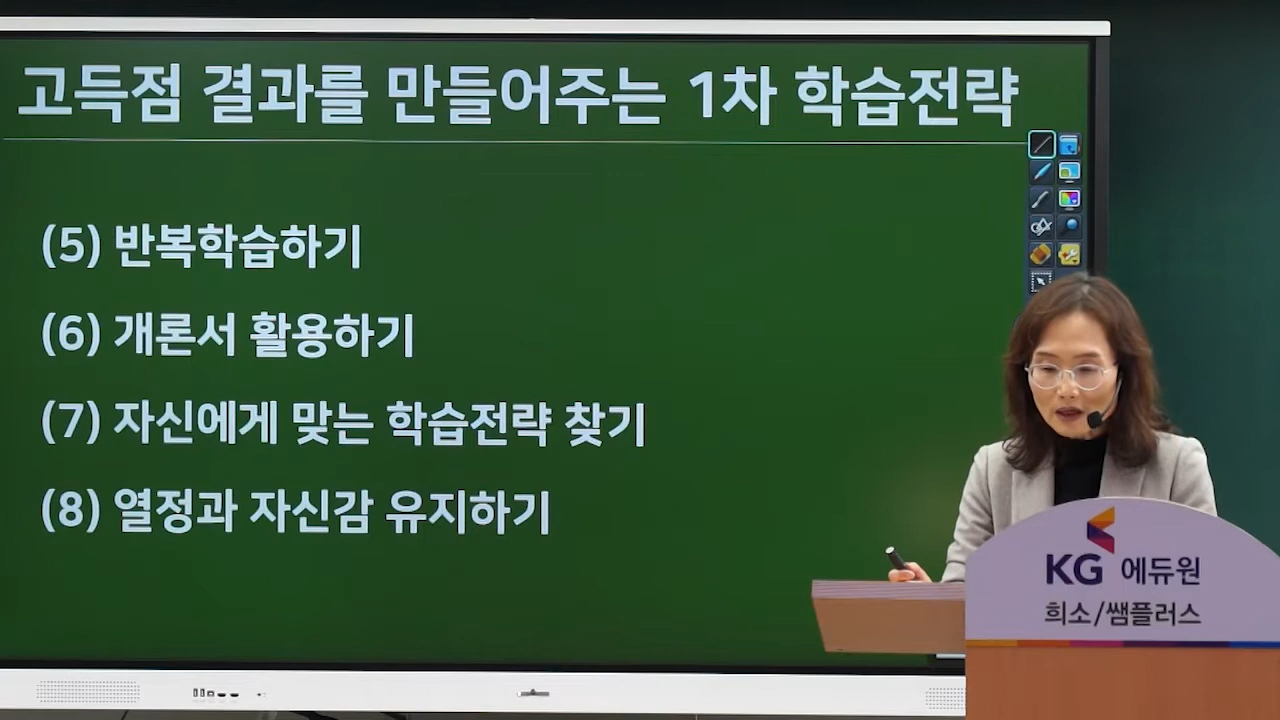 고득점 결과를 만들어주는 1차 학습전략
(5) 반복학습하기
(6) 개론서 활용하기
(7) 자신에게 맞는 학습전략 찾기
(8) 열정과 자신감 유지하기
KG 에듀원
희소/쌤플러스